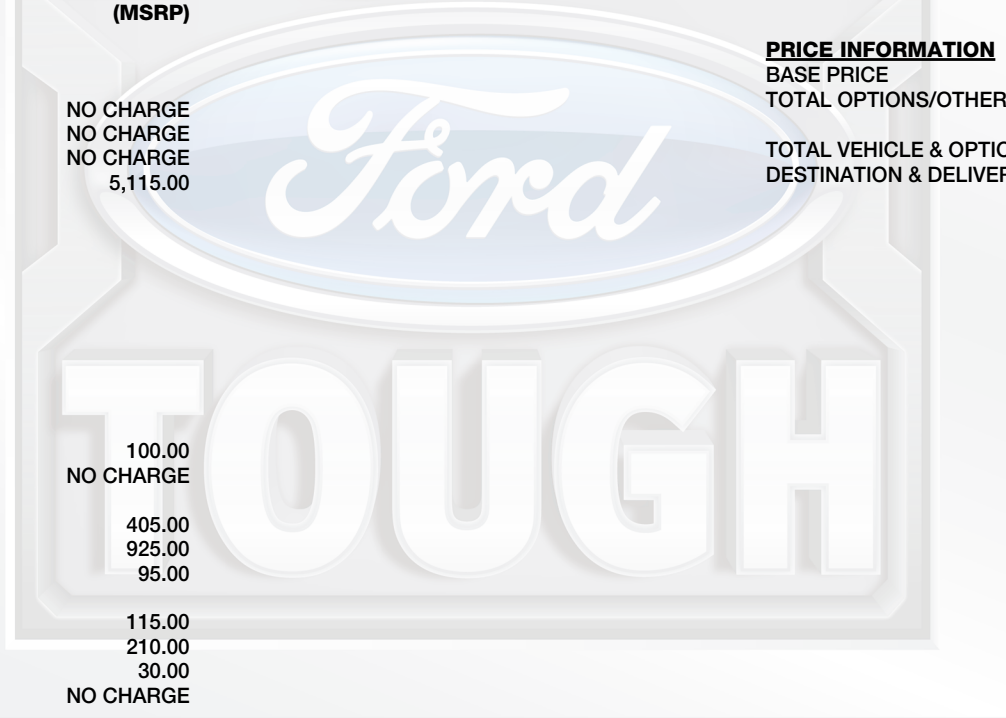 (MSRP)
NO CHARGE
NO CHARGE
NO CHARGE
5,115.00
100.00
NO CHARGE
405.00
925.00
95.00
115.00
210.00
30.00
NO CHARGE
PRICE INFORMATION
BASE PRICE
TOTAL OPTIONS/OTHER
TOTAL VEHICLE &
DESTINATION &
Ford
TOUGH